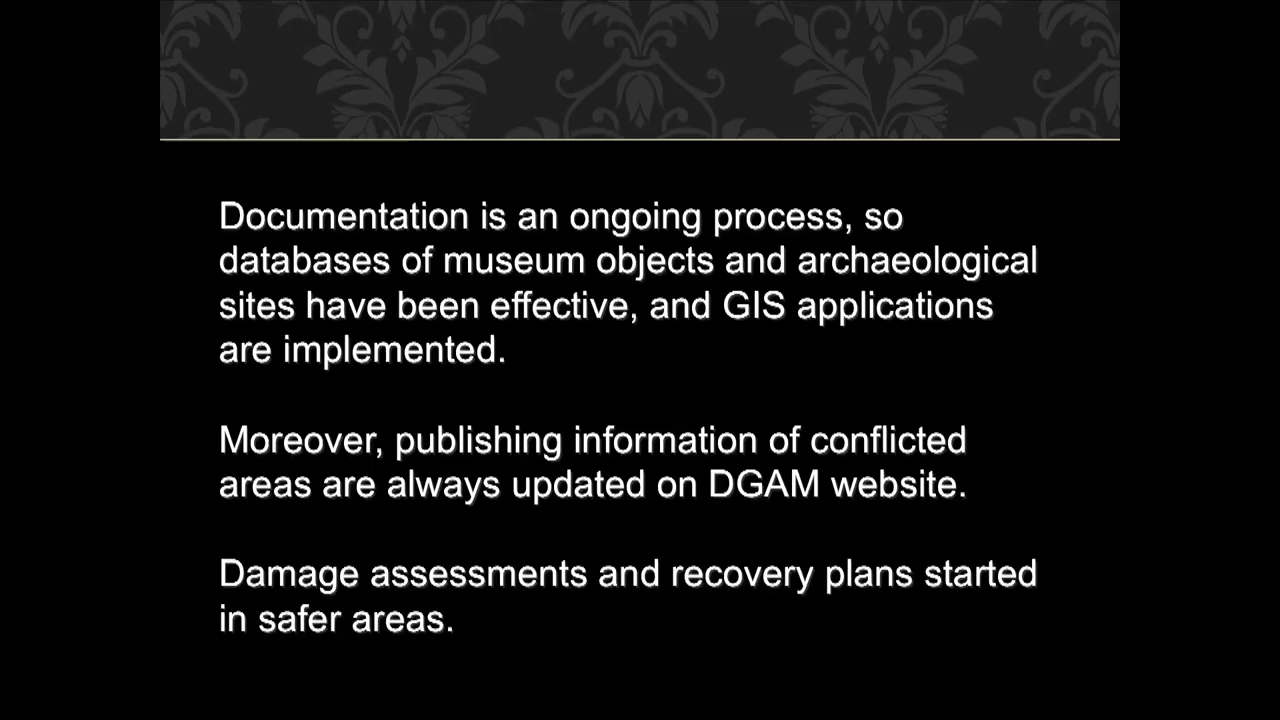 Documentation is an ongoing process, so
databases of museum objects and archaeological
sites have been effective, and GIS applications
are implemented.
Moreover, publishing information of conflicted
areas are always updated on DGAM website.
Damage assessments and recovery plans started
in safer areas.